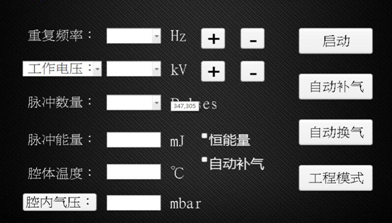 重复频率： Hz + - 启动
工作电压： kV + -
自动补气
脉冲数量： Pulses
347,305
自动换气
脉冲能量： mJ 恒能量
自动补气
腔体温度： ℃
工程模式
腔内气压： mbar